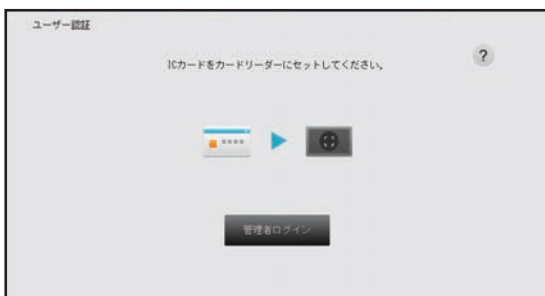 ユーザー認証
ICカードをカードリーダーにセットしてください。
?
管理者ログイン